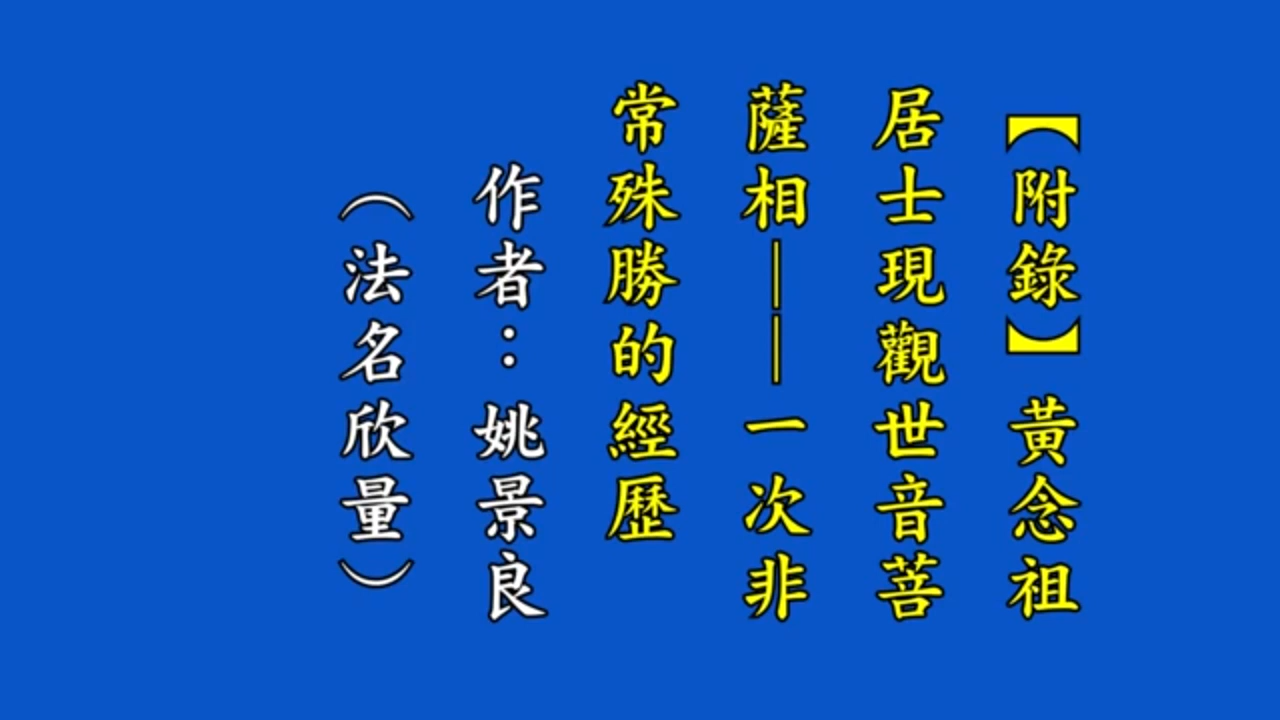 【附錄】黃念祖
居士現觀世音菩
薩相——一次非
常殊勝的經歷
作者：姚景良
（法名欣量）